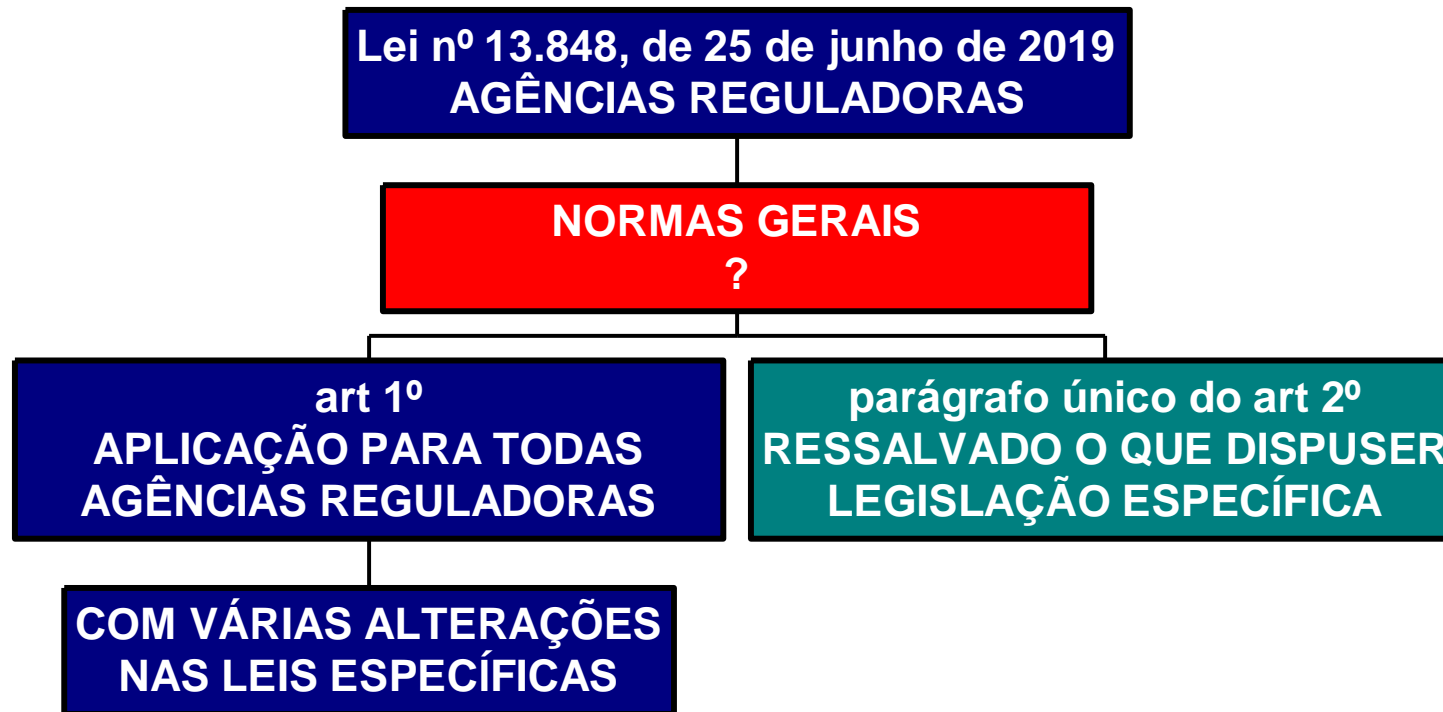 Lei nº 13.848, de 25 de junho de 2019
AGÊNCIAS REGULADORAS
NORMAS GERAIS
?
art 1º
APLICAÇÃO PARA TODAS
AGÊNCIAS REGULADORAS
parágrafo único do art 2º
RESSALVADO O QUE DISPUSER
LEGISLAÇÃO ESPECÍFICA
COM VÁRIAS ALTERAÇÕES
NAS LEIS ESPECÍFICAS